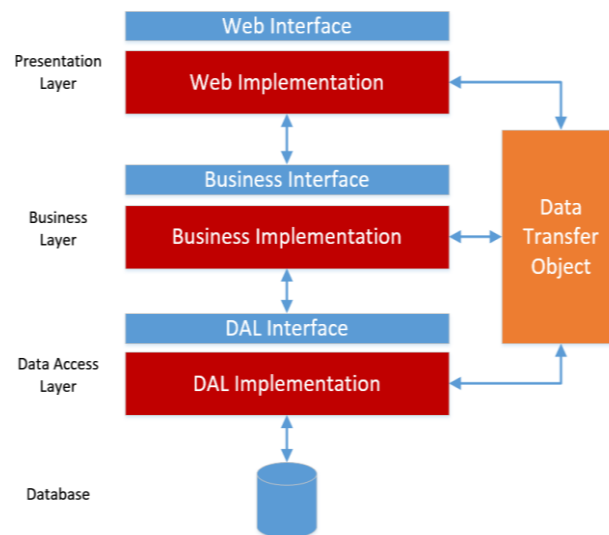 Web Interface
Presentation
Layer
Web Implementation
Business Interface
Business
Layer
Business Implementation
Data
Transfer
Object
DAL Interface
Data Access
Layer
DAL Implementation
Database